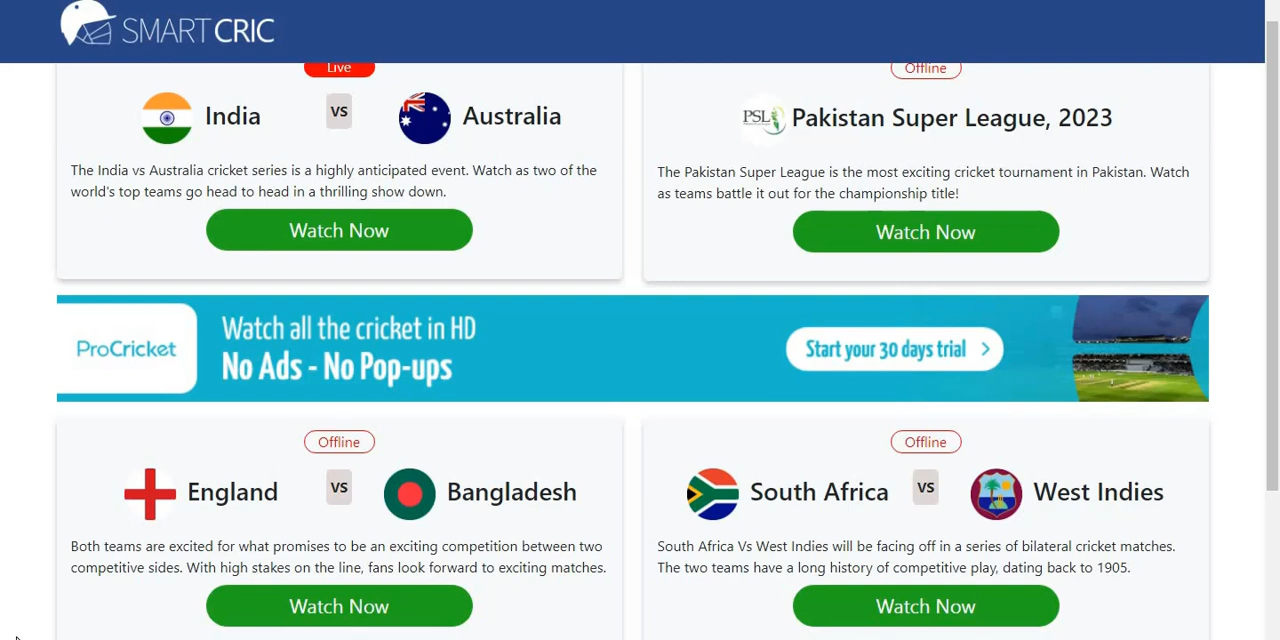 SMART CRIC
Live
India
VS
Australia
The India vs Australia cricket series is a highly anticipated event. Watch as two of the
world's top teams go head to head in a thrilling show down.
Watch Now
Offline
PSL
Pakistan Super League, 2023
The Pakistan Super League is the most exciting cricket tournament in Pakistan. Watch
as teams battle it out for the championship title!
Watch Now
ProCricket
Watch all the cricket in HD
No Ads - No Pop-ups
Start your 30 days trial
Offline
England
VS
Bangladesh
Both teams are excited for what promises to be an exciting competition between two
competitive sides. With high stakes on the line, fans look forward to exciting matches.
Watch Now
Offline
South Africa
VS
West Indies
South Africa Vs West Indies will be facing off in a series of bilateral cricket matches.
The two teams have a long history of competitive play, dating back to 1905.
Watch Now